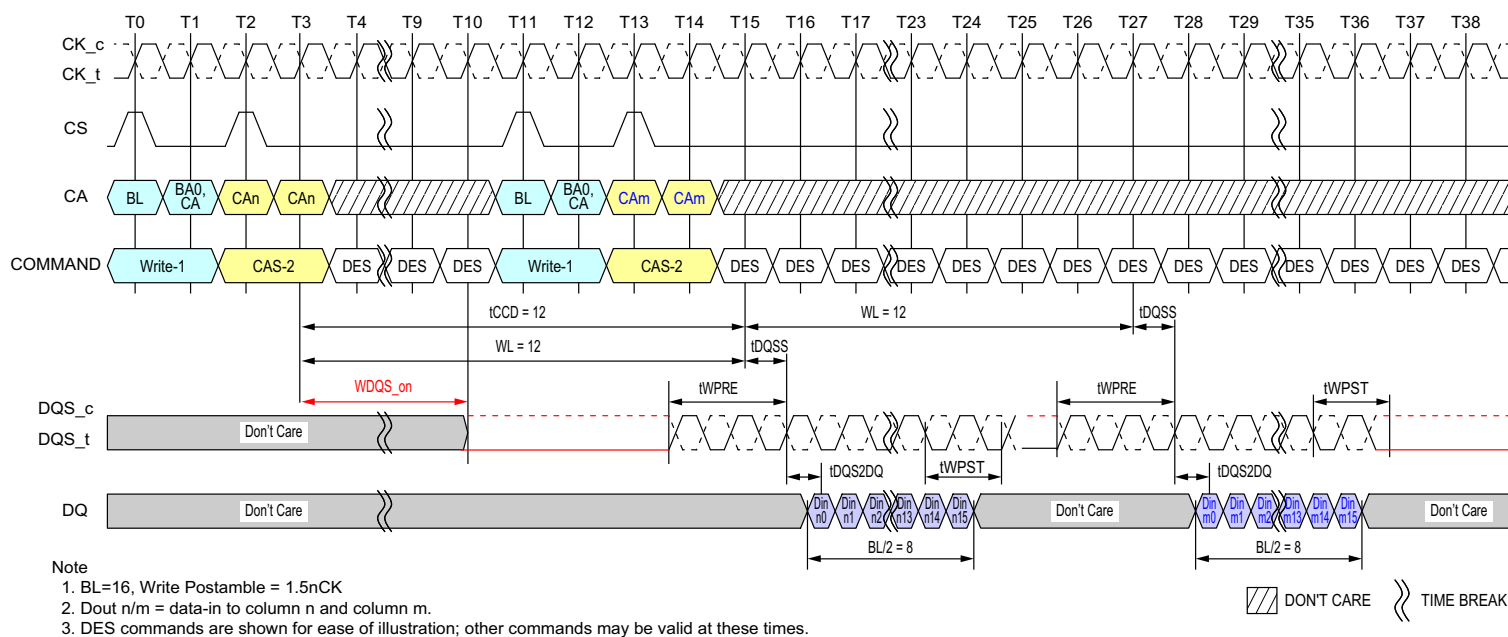 T0 T1 T2 T3 T4 T9 T10 T11 T12 T13 T14 T15 T16 T17 T23 T24 T25 T26 T27 T28 T29 T35 T36 T37 T38
CK_c
CK_t
CS
CA BL BA0, CA CAn CAn BL BA0, CA CAm CAm
COMMAND Write-1 CAS-2 DES DES DES Write-1 CAS-2 DES DES DES DES DES DES DES DES DES DES DES DES DES DES
tCCD = 12 WL = 12 tDQSS
WL = 12 tDQSS
WDQS_on tWPRE tWPRE tWPST
DQS_c
DQS_t Don't Care
tDQS2DQ tWPST tDQS2DQ
DQ Don't Care Din n0 Din n1 Din n2 Din n13 Din n14 Din n15 Don't Care Din m0 Din m1 Din m2 Din m13 Din m14 Din m15 Don't Care
BL/2 = 8 BL/2 = 8
Note
1. BL=16, Write Postamble = 1.5nCK
2. Dout n/m = data-in to column n and column m.
3. DES commands are shown for ease of illustration; other commands may be valid at these times.
DON'T CARE TIME BREAK